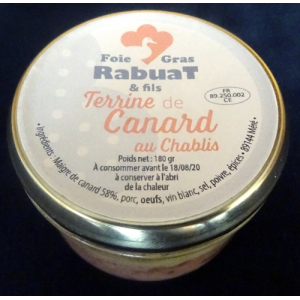 Foie Gras
RabuaT
& fils
FR
89.250.002
CE
Terrine de
Canard
au Chablis
Poids net : 180 gr
À consommer avant le 18/08/20
à conserver à l'abri
de la chaleur
• Ingrédients : Maigre de canard 58%, porc, oeufs, vin blanc, sel, poivre, épices • 89144 Méré •